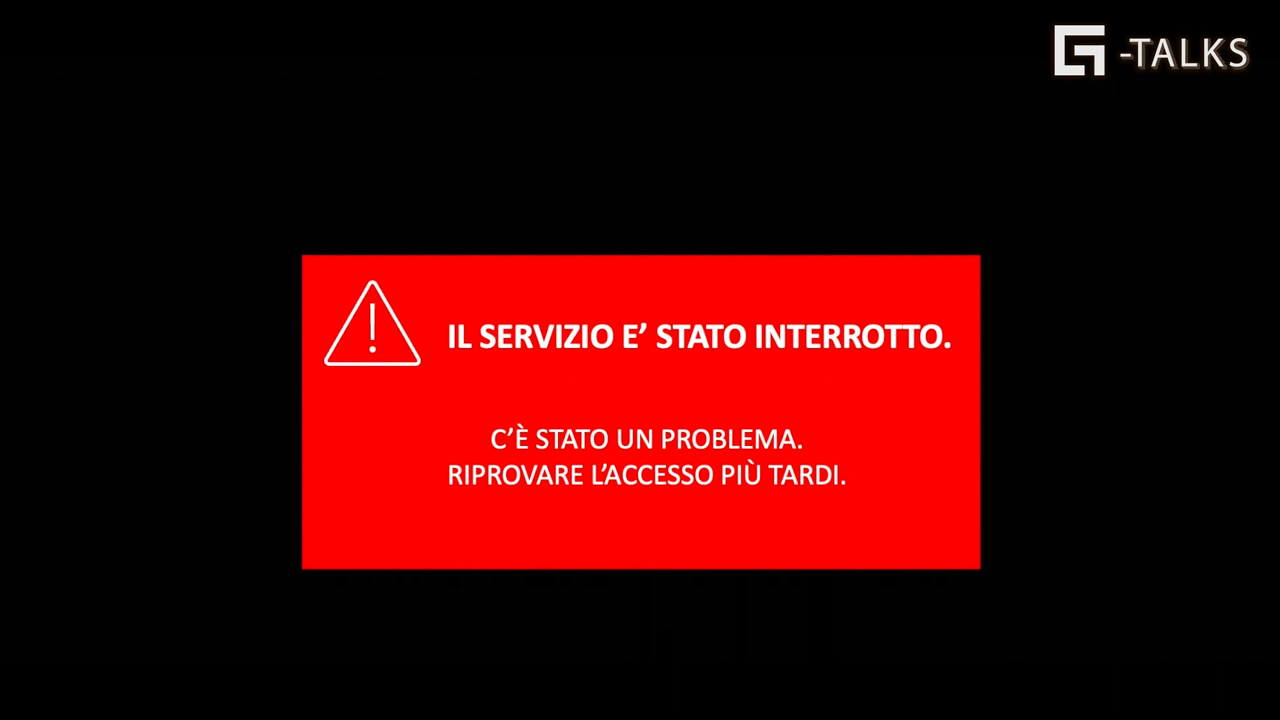 G-TALKS
IL SERVIZIO E’ STATO INTERROTTO.
C’È STATO UN PROBLEMA.
RIPROVARE L’ACCESSO PIÙ TARDI.